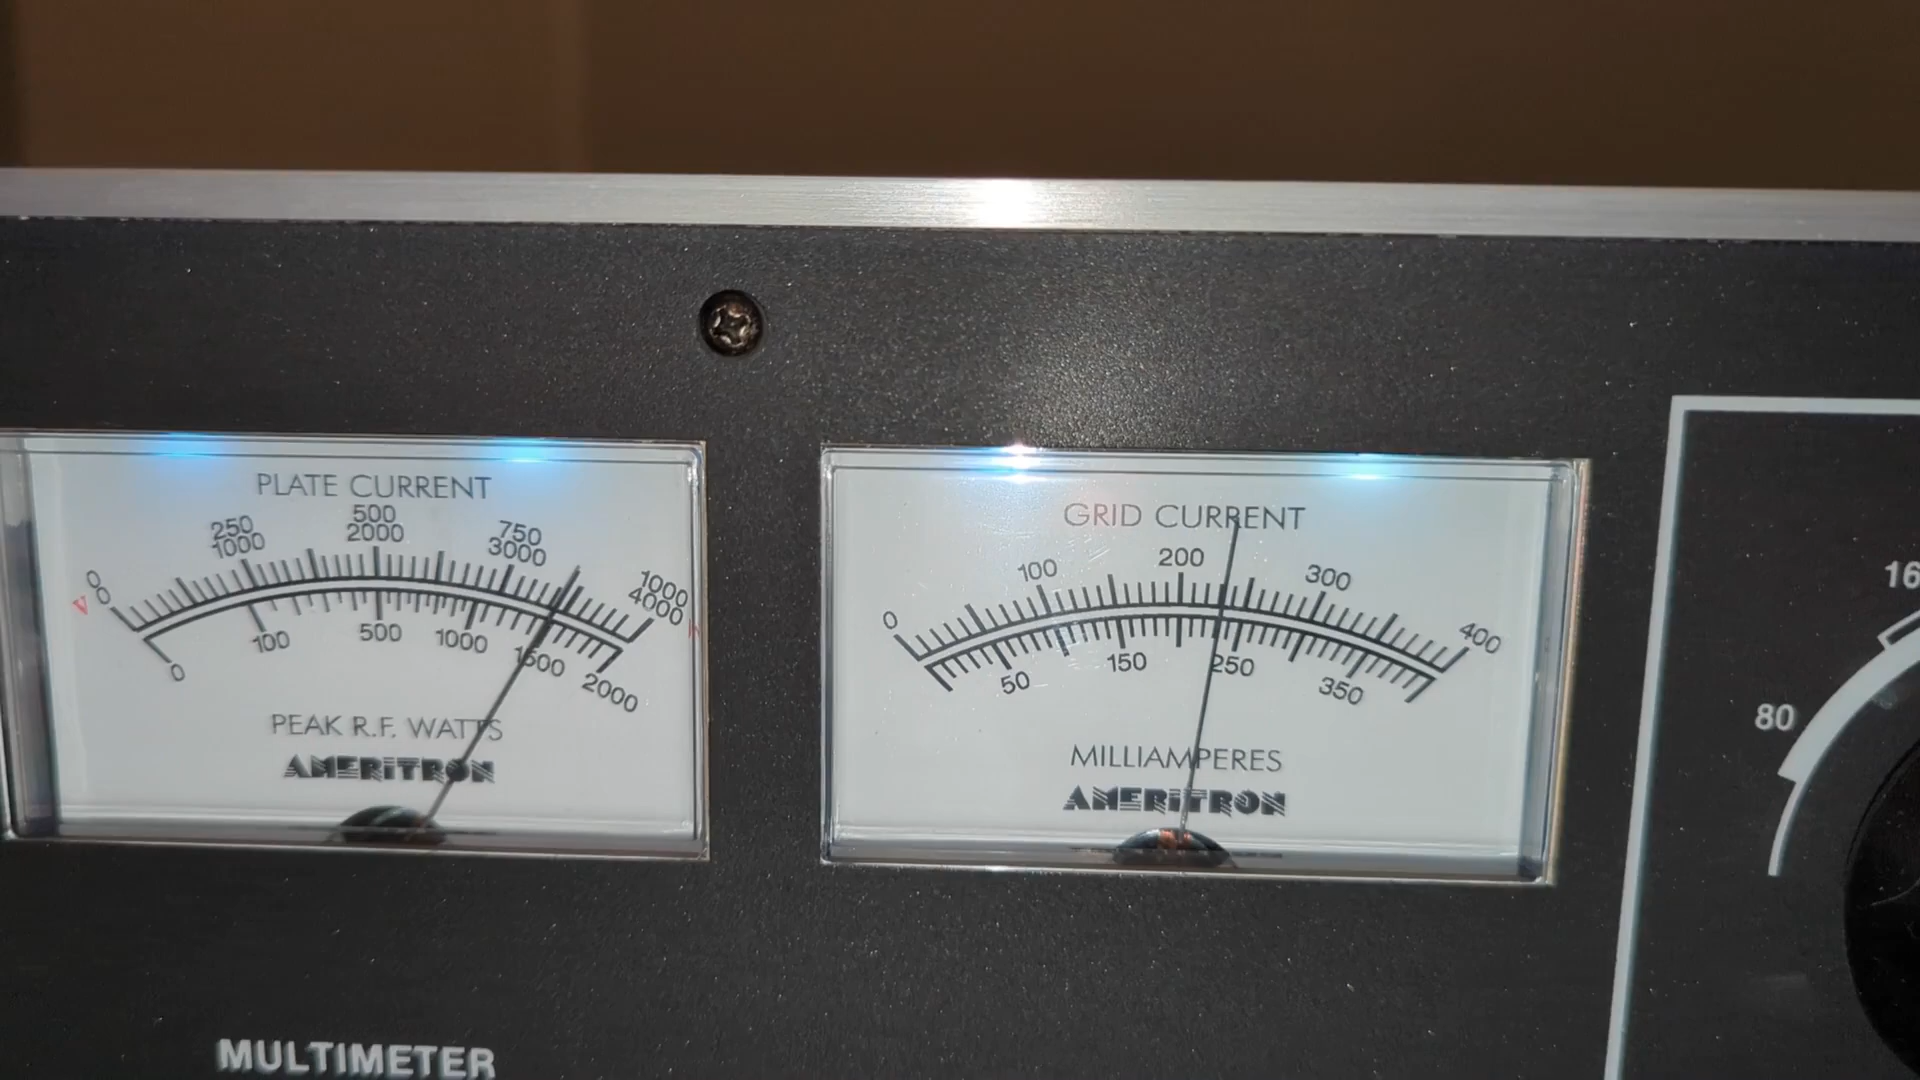 PLATE CURRENT
0 250 500 750 1000
0 1000 2000 3000 4000
0 100 500 1000 1500 2000
PEAK R.F. WATTS
AMERITRON
GRID CURRENT
0 100 200 300 400
50 150 250 350
MILLIAMPERES
AMERITRON
80
MULTIMETER